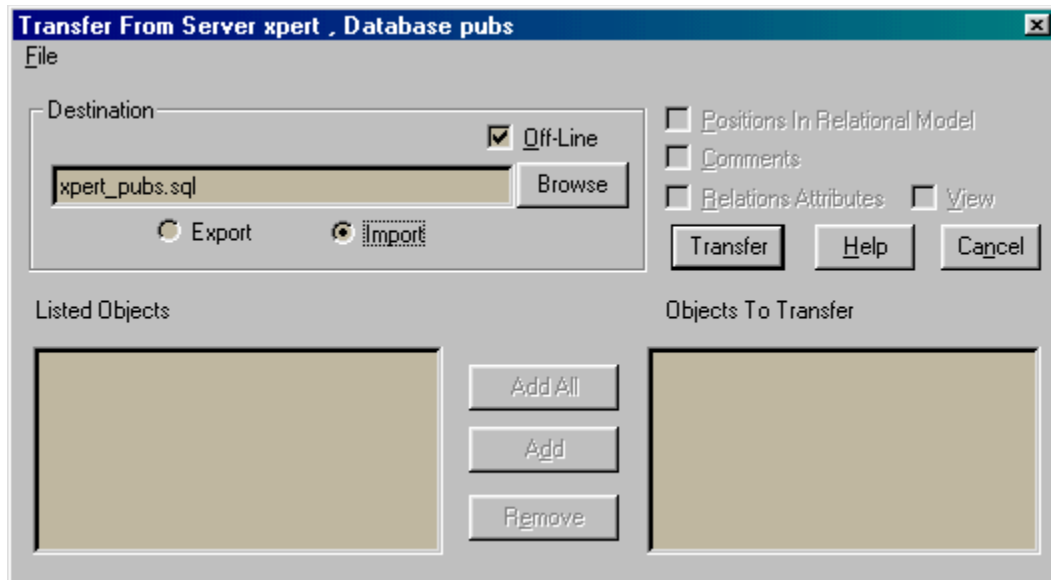 Transfer From Server xpert , Database pubs
File
Destination
Off-Line
xpert_pubs.sql
Browse
Export
Import
Positions In Relational Model
Comments
Relations Attributes
View
Transfer
Help
Cancel
Listed Objects
Objects To Transfer
Add All
Add
Remove